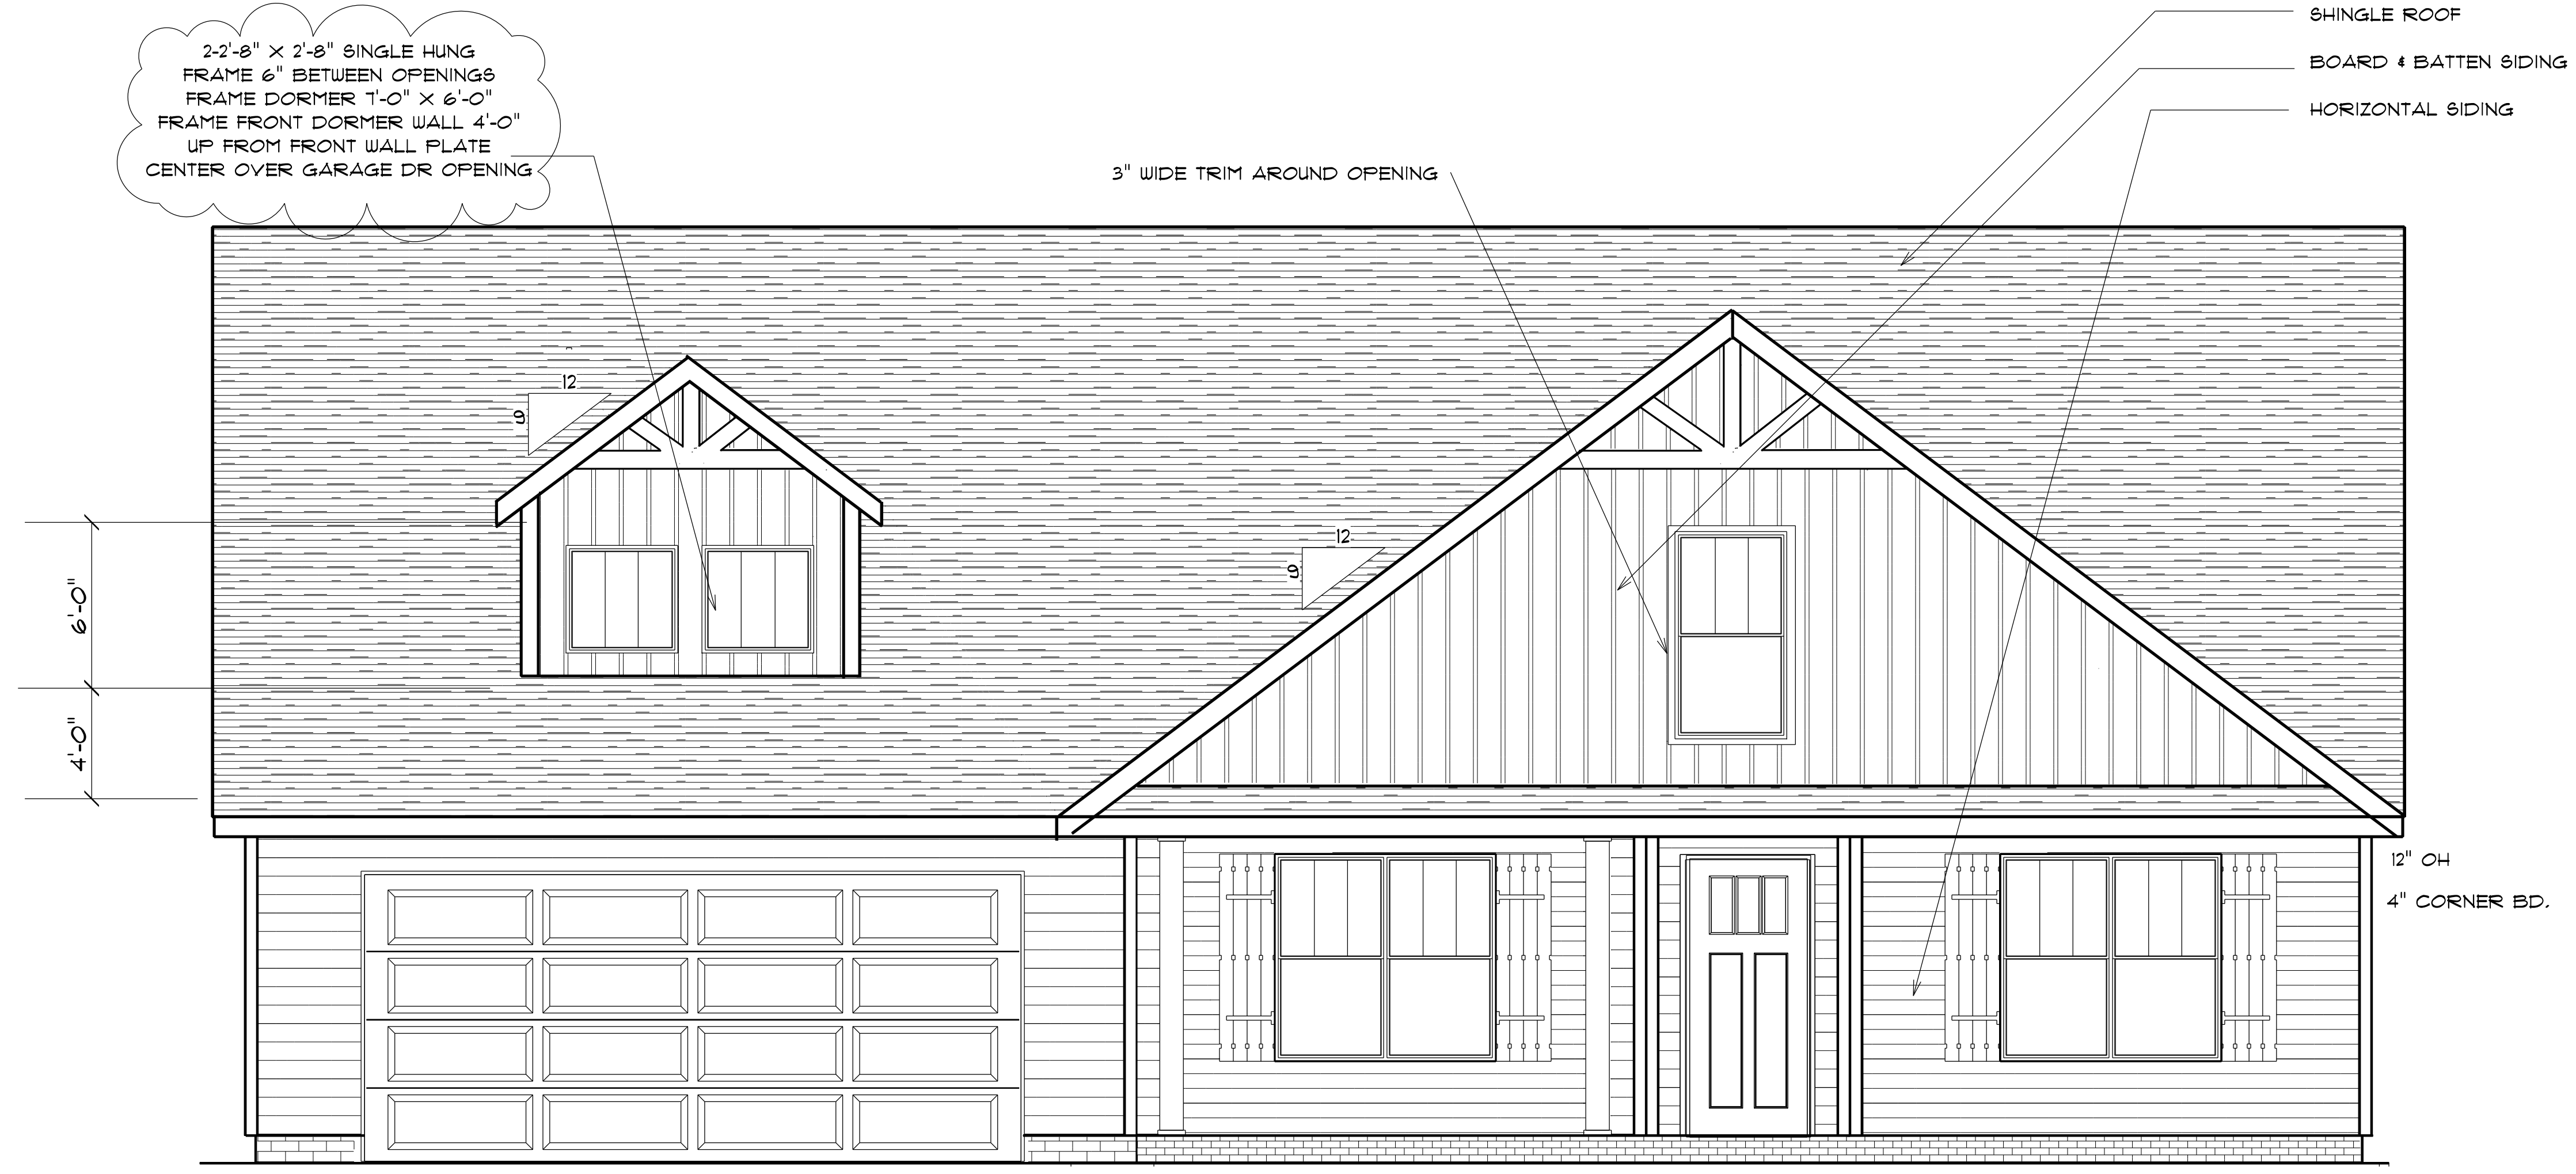 2-2'-8" X 2'-8" SINGLE HUNG
FRAME 6" BETWEEN OPENINGS
FRAME DORMER 7'-0" X 6'-0"
FRAME FRONT DORMER WALL 4'-0"
UP FROM FRONT WALL PLATE
CENTER OVER GARAGE DR OPENING
SHINGLE ROOF
BOARD & BATTEN SIDING
HORIZONTAL SIDING
3" WIDE TRIM AROUND OPENING
12
9
12
9
6'-0"
4'-0"
12" OH
4" CORNER BD.